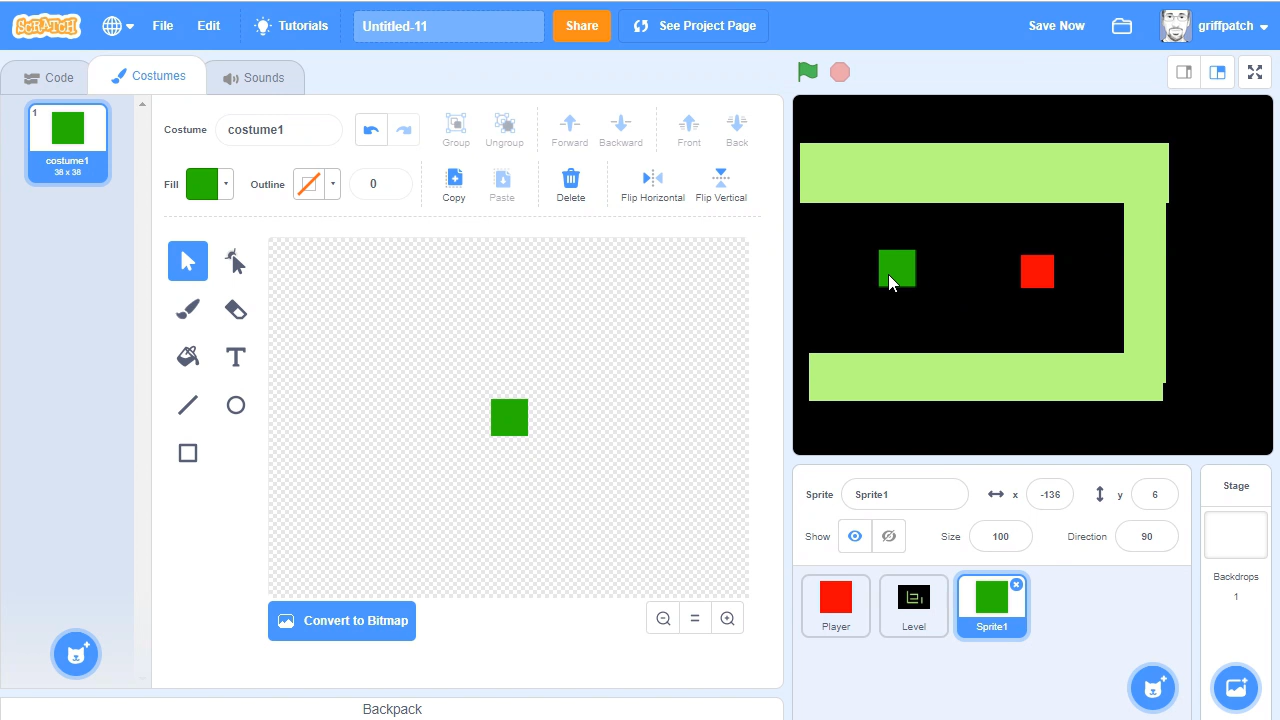 SCRATCH File Edit Tutorials Untitled-11 Share See Project Page Save Now griffpatch
Code Costumes Sounds
1
costume1
38 x 38
Costume costume1 Group Ungroup Forward Backward Front Back
Fill Outline 0 Copy Paste Delete Flip Horizontal Flip Vertical
Convert to Bitmap
Backpack
Sprite Sprite1 x -136 y 6
Show Size 100 Direction 90
Player Level Sprite1
Stage
Backdrops
1